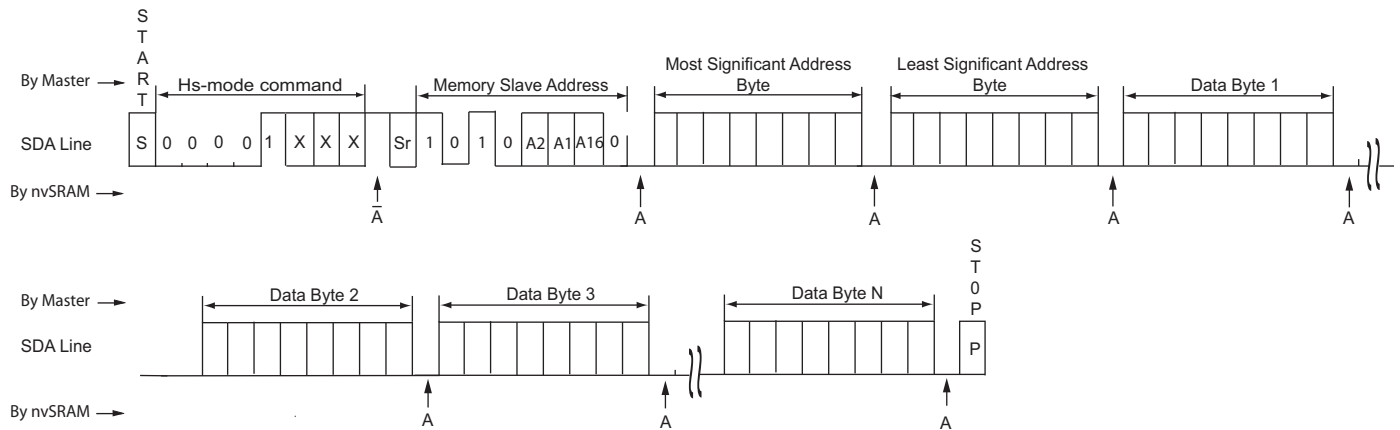 START
By Master
Hs-mode command
Memory Slave Address
Most Significant Address Byte
Least Significant Address Byte
Data Byte 1
SDA Line
S 0 0 0 0 1 X X X Sr 1 0 1 0 A2 A1 A16 0
By nvSRAM
A̅ A A A A
ST0P
By Master
Data Byte 2
Data Byte 3
Data Byte N
SDA Line
P
By nvSRAM
A A A